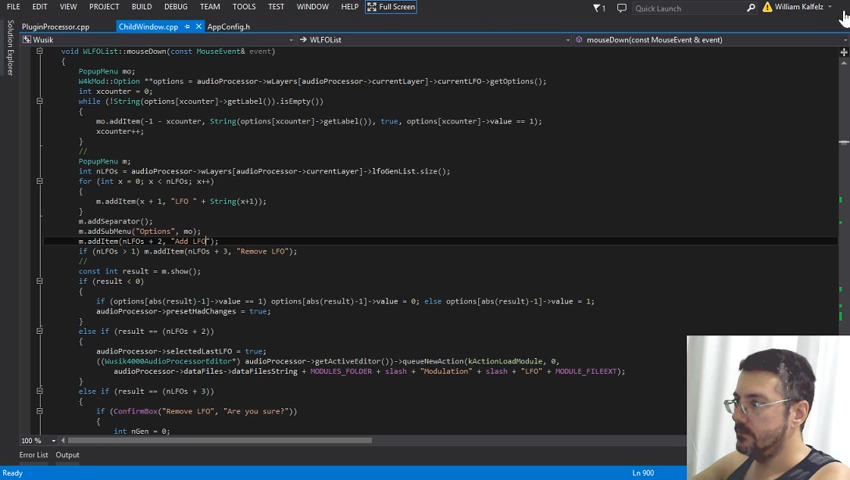 FILE EDIT VIEW PROJECT BUILD DEBUG TEAM TOOLS TEST WINDOW HELP Full Screen 1 Quick Launch (Ctrl+Q) William Kalfelz
PluginProcessor.cpp ChildWindow.cpp AppConfig.h
Solution Explorer
Wusik WLFOList mouseDown(const MouseEvent & event)
void WLFOList::mouseDown(const MouseEvent& event)
{
PopupMenu mo;
W4kMod::Option **options = audioProcessor->wLayers[audioProcessor->currentLayer]->currentLFO->getOptions();
int xcounter = 0;
while (!String(options[xcounter]->getLabel()).isEmpty())
{
mo.addItem(-1 - xcounter, String(options[xcounter]->getLabel()), true, options[xcounter]->value == 1);
xcounter++;
}
//
PopupMenu m;
int nLFOs = audioProcessor->wLayers[audioProcessor->currentLayer]->lfoGenList.size();
for (int x = 0; x < nLFOs; x++)
{
m.addItem(x + 1, "LFO " + String(x+1));
}
m.addSeparator();
m.addSubMenu("Options", mo);
m.addItem(nLFOs + 2, "Add LFO");
if (nLFOs > 1) m.addItem(nLFOs + 3, "Remove LFO");
//
const int result = m.show();
if (result < 0)
{
if (options[abs(result)-1]->value == 1) options[abs(result)-1]->value = 0; else options[abs(result)-1]->value = 1;
audioProcessor->presetHadChanges = true;
}
else if (result == (nLFOs + 2))
{
audioProcessor->selectedLastLFO = true;
((Wusik4000AudioProcessorEditor*) audioProcessor->getActiveEditor())->queueNewAction(kActionLoadModule, 0,
audioProcessor->dataFiles->dataFilesString + MODULES_FOLDER + slash + "Modulation" + slash + "LFO" + MODULE_FILEEXT);
}
else if (result == (nLFOs + 3))
{
if (ConfirmBox("Remove LFO", "Are you sure?"))
{
int nGen = 0;
100 %
Error List Output
Ready Ln 900